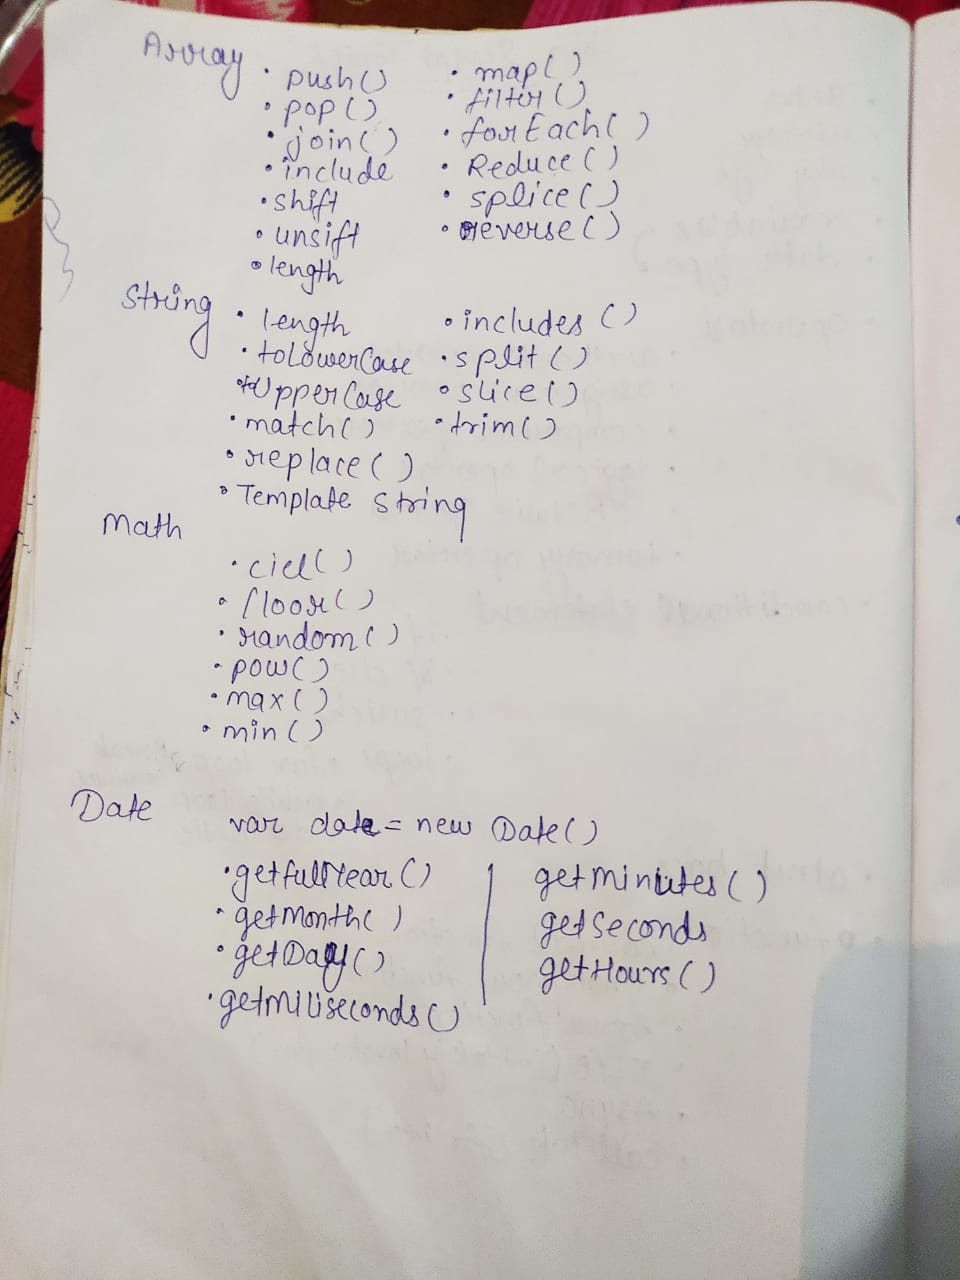 Array
• push()
• pop()
• join()
• include
• shift
• unsift
• length
• map()
• filter()
• forEach()
• Reduce()
• splice()
• reverse()
String
• length
• toLowerCase
• toUpperCase
• match()
• replace()
• Template string
• includes ()
• split()
• slice()
• trim()
Math
• ciel()
• floor()
• random()
• pow()
• max()
• min()
Date
var date = new Date()
• getfullYear()
• getMonth()
• getDay()
• getmiliseconds()
getminutes()
getSeconds
getHours()